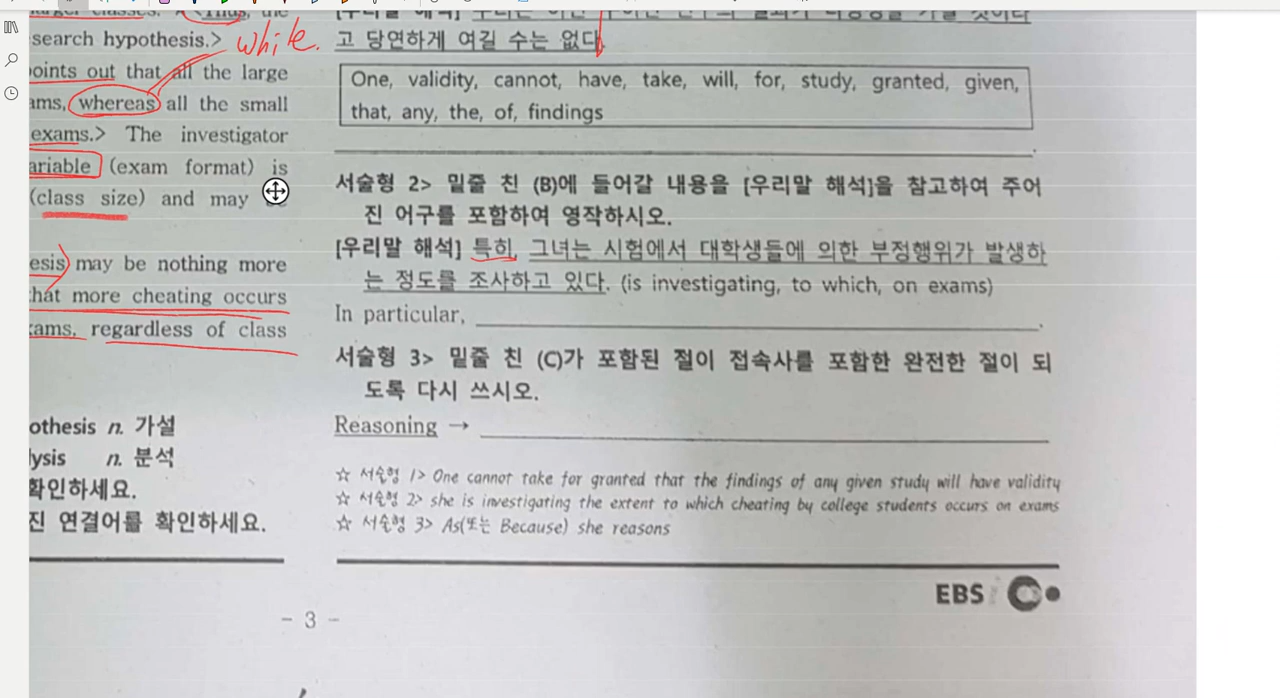 search hypothesis.>
while.
points out that all the large
ams, whereas all the small
exams.> The investigator
ariable (exam format) is
(class size) and may
esis) may be nothing more
that more cheating occurs
ams, regardless of class
othesis n. 가설
lysis n. 분석
확인하세요.
진 연결어를 확인하세요.
고 당연하게 여길 수는 없다.
One, validity, cannot, have, take, will, for, study, granted, given,
that, any, the, of, findings
서술형 2> 밑줄 친 (B)에 들어갈 내용을 [우리말 해석]을 참고하여 주어
진 어구를 포함하여 영작하시오.
[우리말 해석] 특히, 그녀는 시험에서 대학생들에 의한 부정행위가 발생하
는 정도를 조사하고 있다. (is investigating, to which, on exams)
In particular,
서술형 3> 밑줄 친 (C)가 포함된 절이 접속사를 포함한 완전한 절이 되
도록 다시 쓰시오.
Reasoning →
☆ 서술형 1> One cannot take for granted that the findings of any given study will have validity
☆ 서술형 2> she is investigating the extent to which cheating by college students occurs on exams
☆ 서술형 3> As(또는 Because) she reasons
EBS
- 3 -